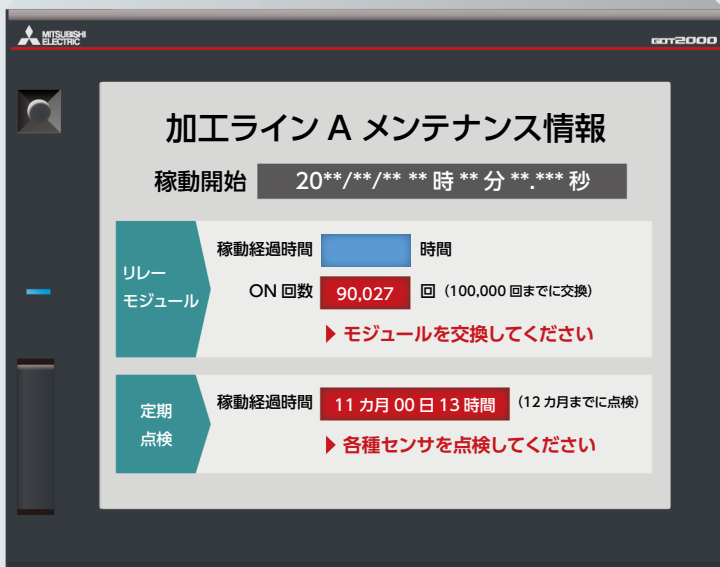 MITSUBISHI
ELECTRIC
GOT2000
加工ライン A メンテナンス情報
稼動開始 20**/**/** ** 時 ** 分 **.*** 秒
リレー
モジュール
稼動経過時間 時間
ON 回数 90,027 回 (100,000 回までに交換)
モジュールを交換してください
定期
点検
稼動経過時間 11 カ月 00 日 13 時間 (12 カ月までに点検)
各種センサを点検してください